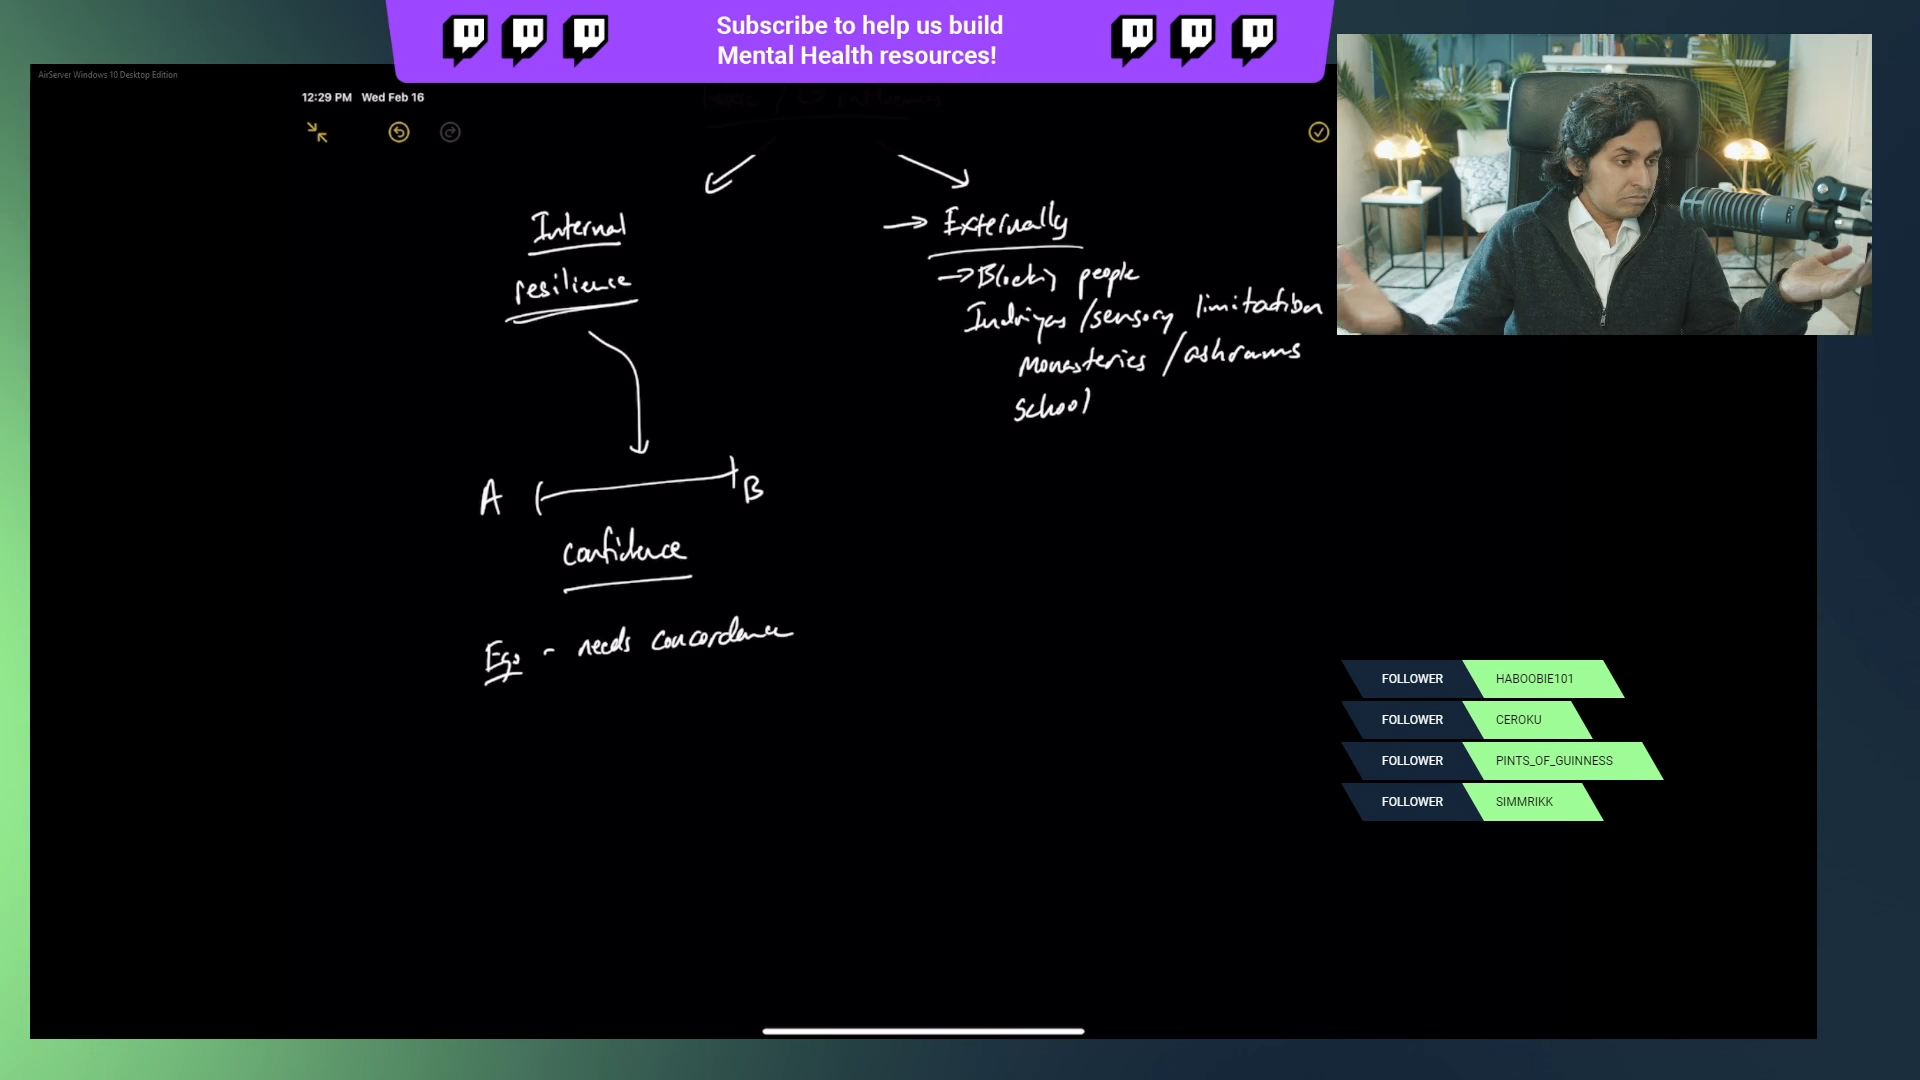 Subscribe to help us build
Mental Health resources!
AirServer Windows 10 Desktop Edition
12:29 PM Wed Feb 16
Internal
resilience
→ Externally
→ Blocking people
Indriyas / sensory limitation
monasteries / ashrams
school
A B
confidence
Ego - needs concordance
FOLLOWER HABOOBIE101
FOLLOWER CEROKU
FOLLOWER PINTS_OF_GUINNESS
FOLLOWER SIMMRIKK